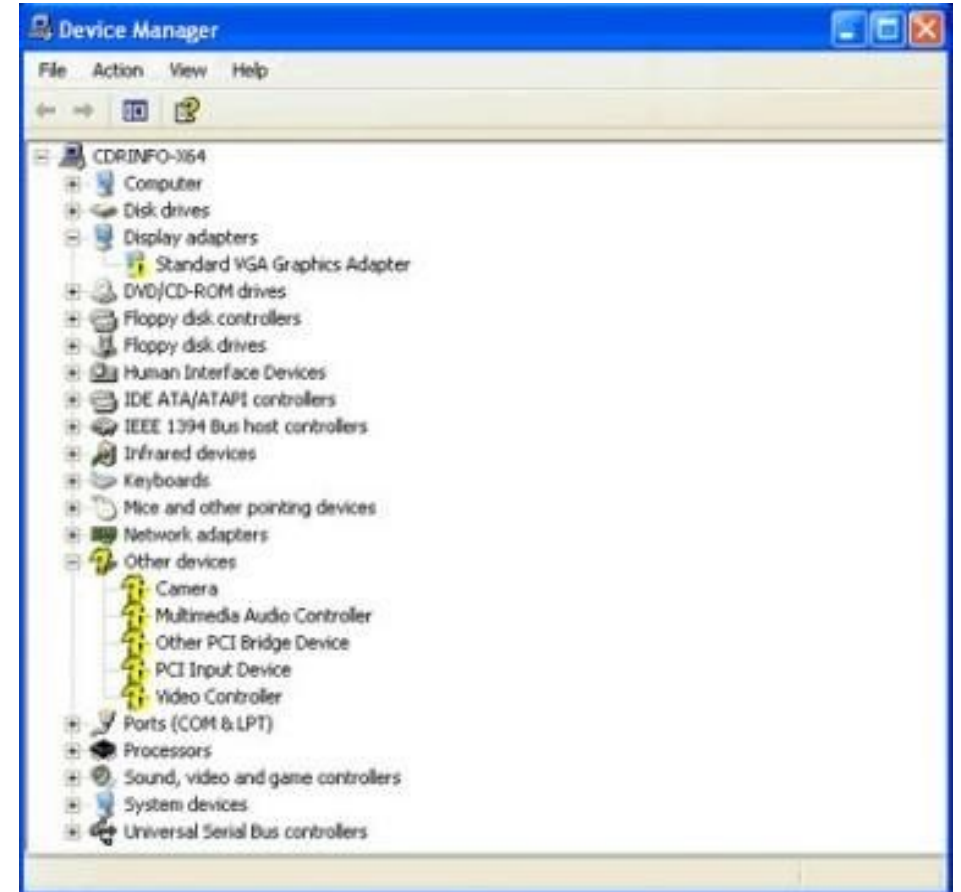 Device Manager
File Action View Help
CDRINFO-X64
Computer
Disk drives
Display adapters
Standard VGA Graphics Adapter
DVD/CD-ROM drives
Floppy disk controllers
Floppy disk drives
Human Interface Devices
IDE ATA/ATAPI controllers
IEEE 1394 Bus host controllers
Infrared devices
Keyboards
Mice and other pointing devices
Network adapters
Other devices
Camera
Multimedia Audio Controller
Other PCI Bridge Device
PCI Input Device
Video Controller
Ports (COM & LPT)
Processors
Sound, video and game controllers
System devices
Universal Serial Bus controllers